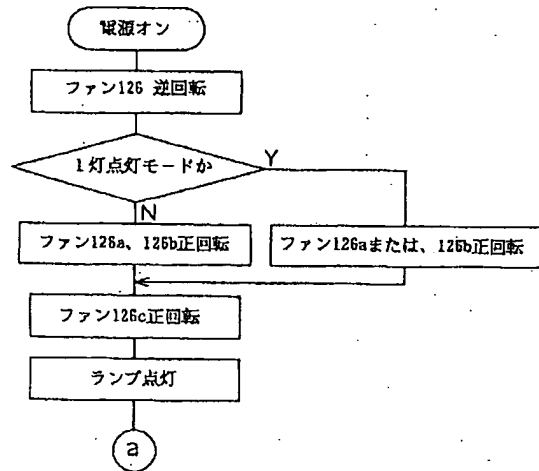 電源オン
ファン126 逆回転
1灯点灯モードか
Y
N
ファン126a、126b正回転
ファン126aまたは、126b正回転
ファン126c正回転
ランプ点灯
a